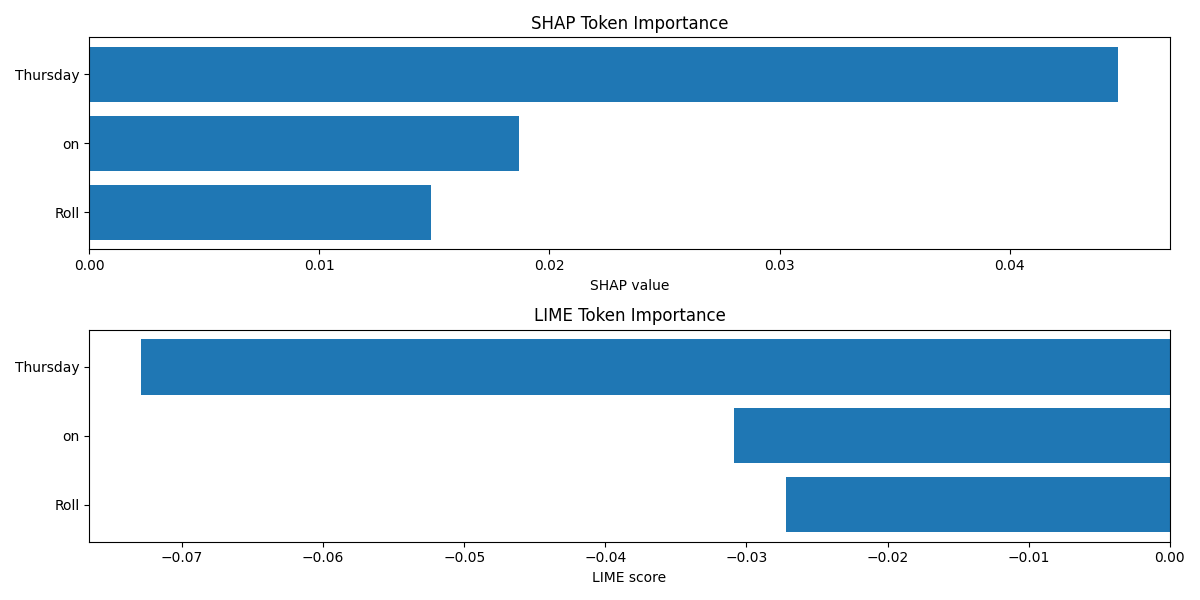 SHAP Token Importance
Thursday
on
Roll
0.00 0.01 0.02 0.03 0.04
SHAP value
LIME Token Importance
Thursday
on
Roll
−0.07 −0.06 −0.05 −0.04 −0.03 −0.02 −0.01 0.00
LIME score